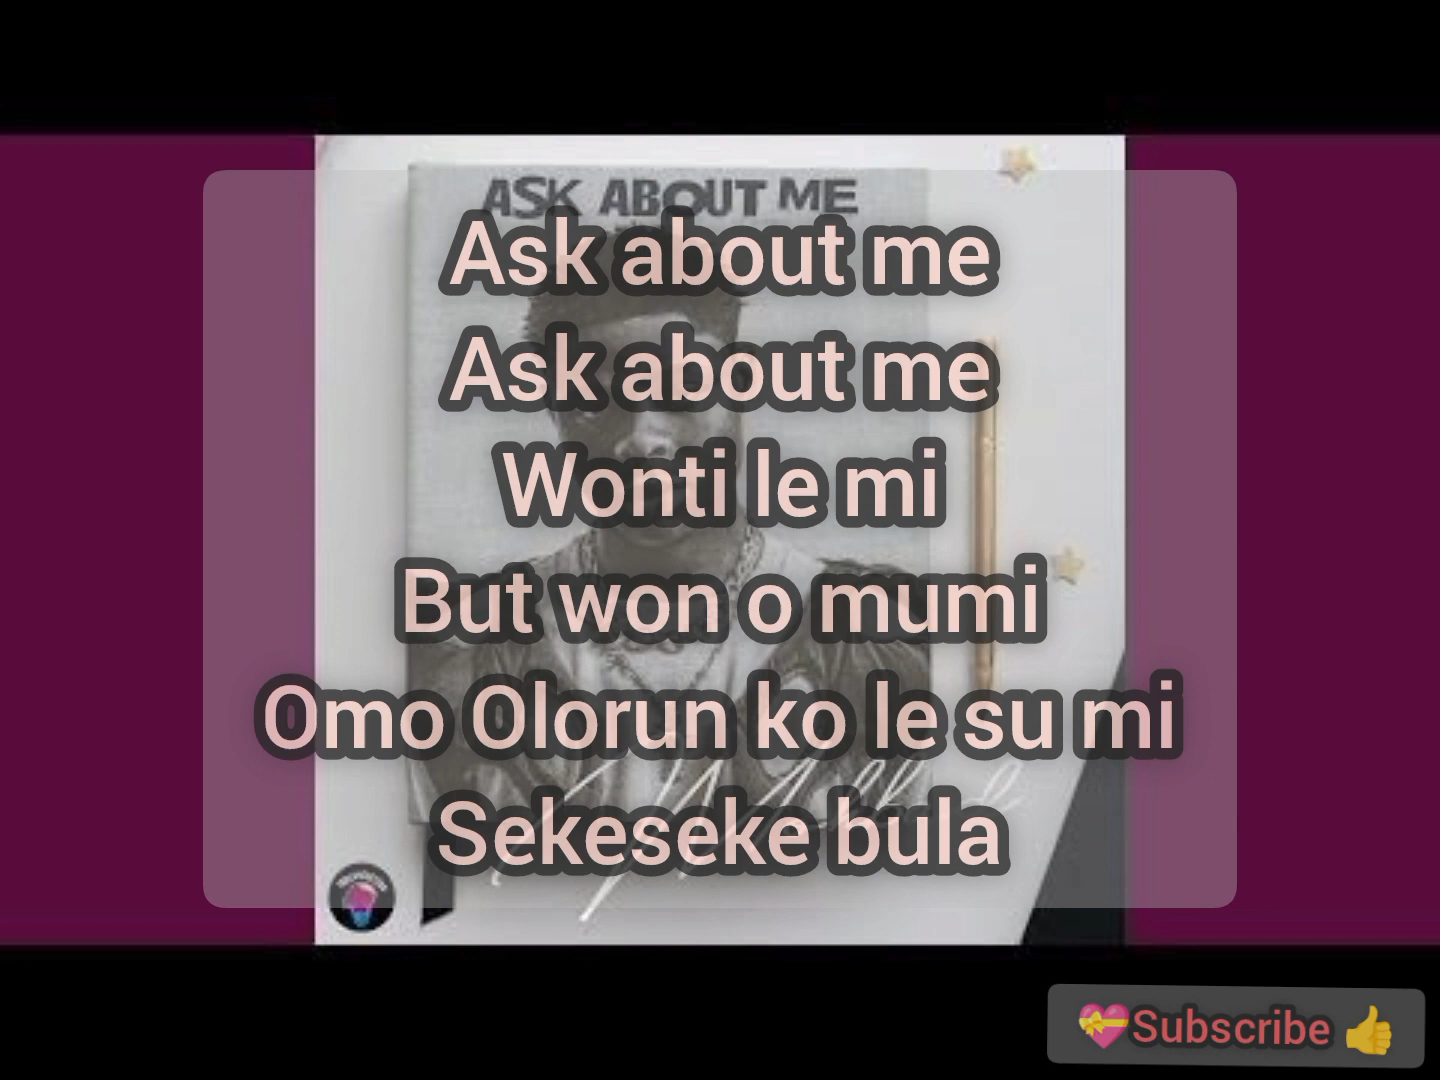 ASK ABOUT ME
Ask about me
Ask about me
Wonti le mi
But won o mumi
Omo Olorun ko le su mi
Sekeseke bula
Subscribe